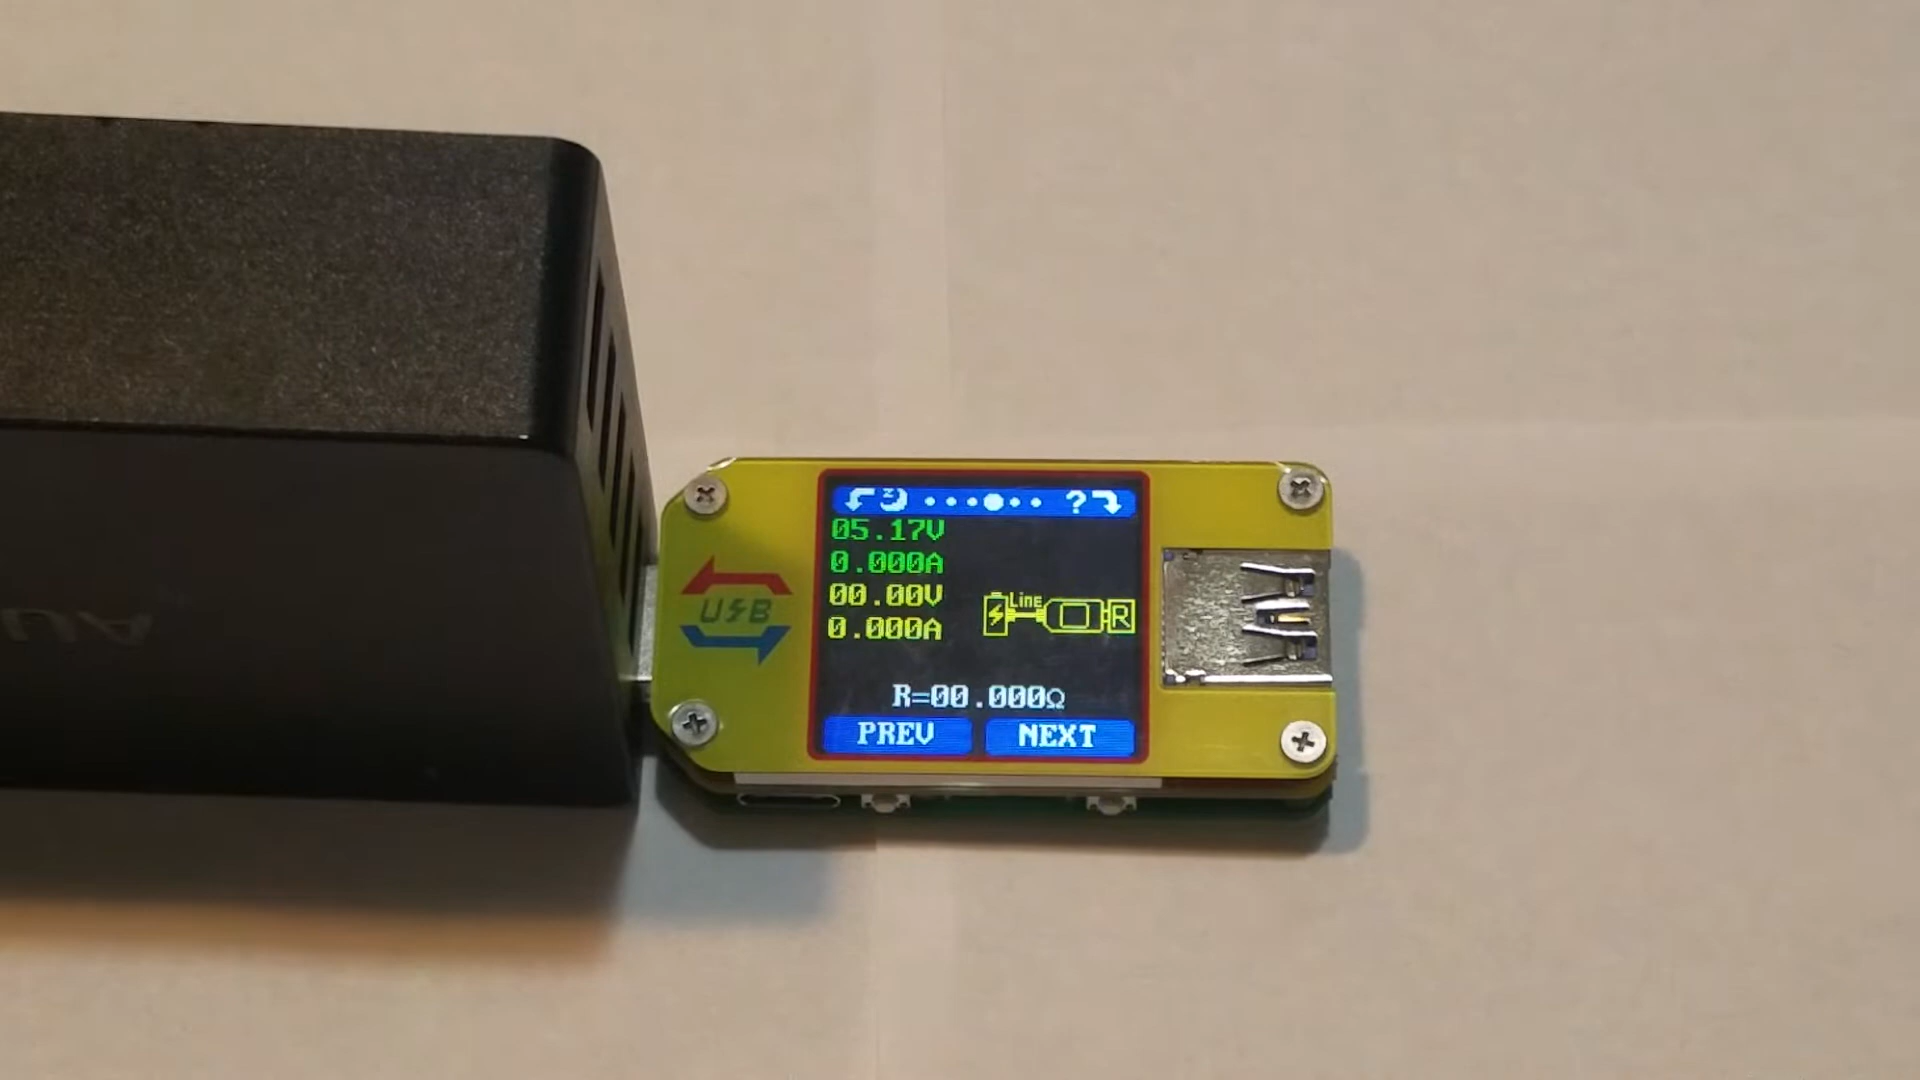 ?
05.17V
0.000A
00.00V
0.000A
Line
R
R=00.000Ω
PREV NEXT
USB